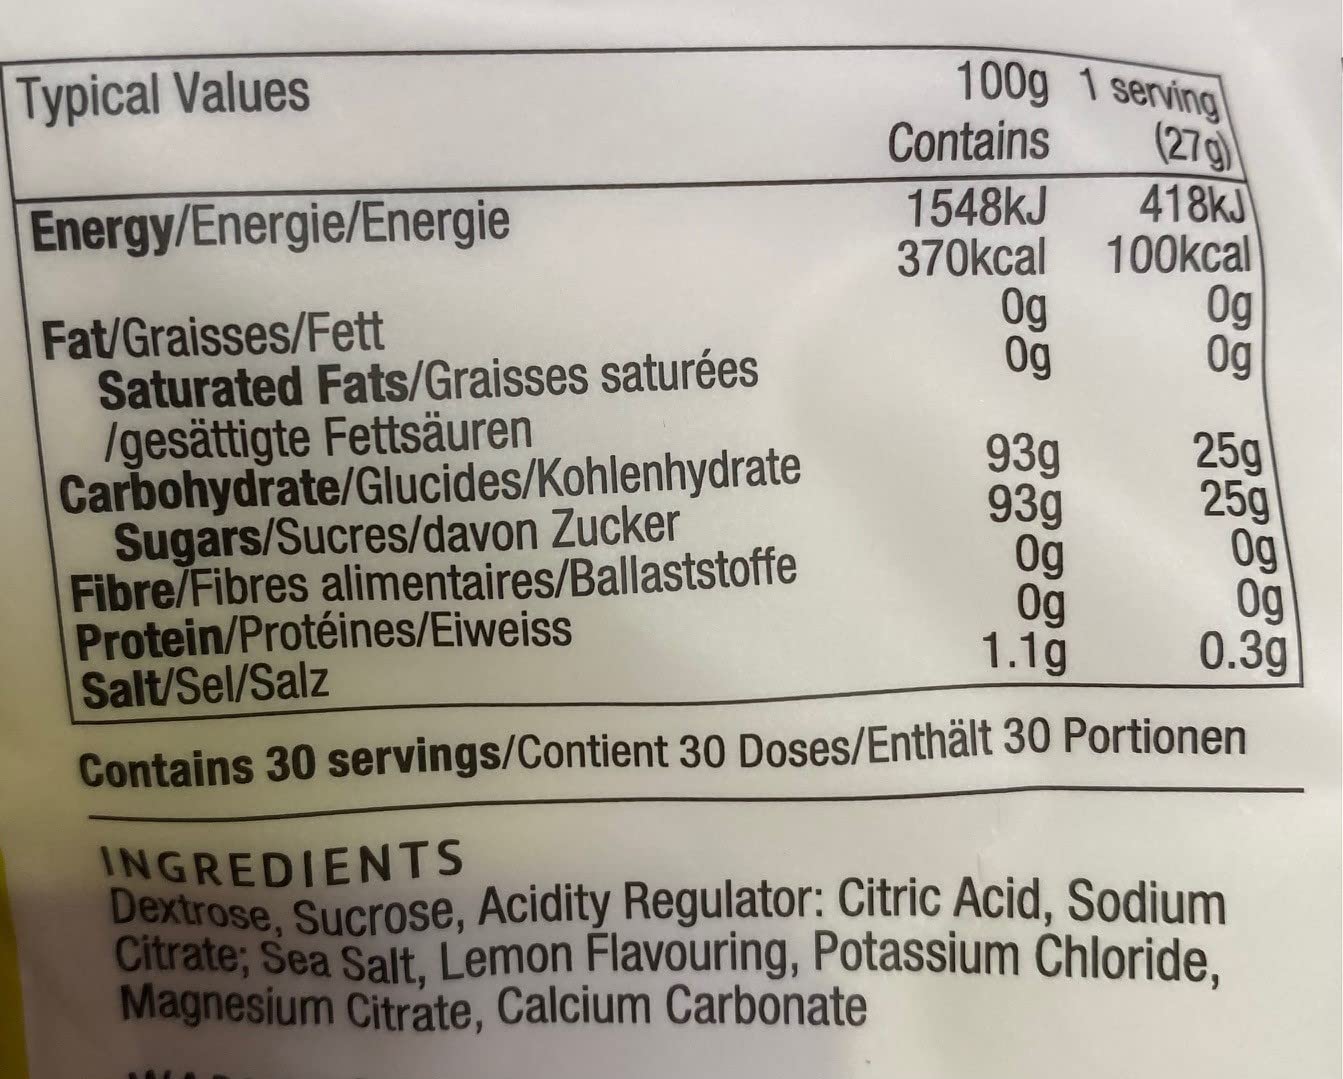 Typical Values 100g 1 serving
Contains (27g)
Energy/Energie/Energie 1548kJ 418kJ
370kcal 100kcal
Fat/Graisses/Fett 0g 0g
Saturated Fats/Graisses saturées 0g 0g
/gesättigte Fettsäuren
Carbohydrate/Glucides/Kohlenhydrate 93g 25g
Sugars/Sucres/davon Zucker 93g 25g
Fibre/Fibres alimentaires/Ballaststoffe 0g 0g
Protein/Protéines/Eiweiss 0g 0g
Salt/Sel/Salz 1.1g 0.3g
Contains 30 servings/Contient 30 Doses/Enthält 30 Portionen
INGREDIENTS
Dextrose, Sucrose, Acidity Regulator: Citric Acid, Sodium
Citrate; Sea Salt, Lemon Flavouring, Potassium Chloride,
Magnesium Citrate, Calcium Carbonate